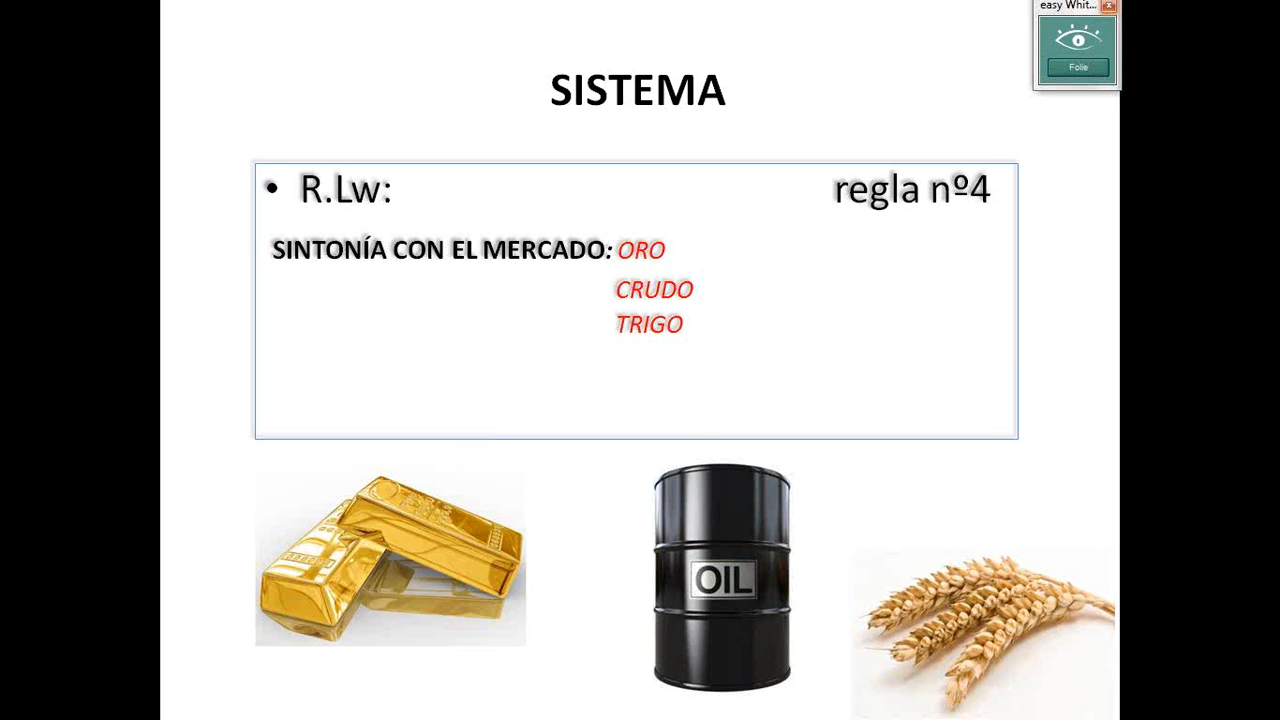 easy Whit...
Folie
SISTEMA
• R.Lw: regla nº4
SINTONÍA CON EL MERCADO: ORO
CRUDO
TRIGO
OIL